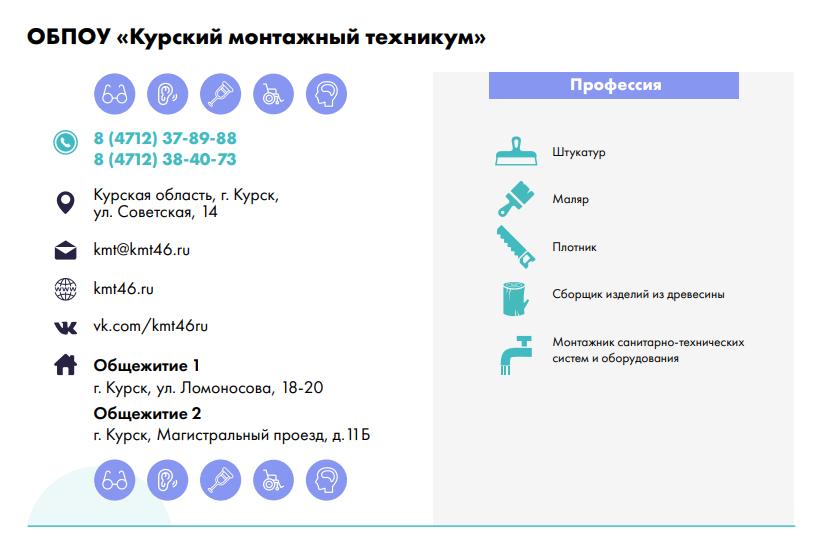 ОБПОУ «Курский монтажный техникум»
8 (4712) 37-89-88
8 (4712) 38-40-73
Курская область, г. Курск,
ул. Советская, 14
kmt@kmt46.ru
www
kmt46.ru
vk.com/kmt46ru
Общежитие 1
г. Курск, ул. Ломоносова, 18-20
Общежитие 2
г. Курск, Магистральный проезд, д.11Б
Профессия
Штукатур
Маляр
Плотник
Сборщик изделий из древесины
Монтажник санитарно-технических
систем и оборудования